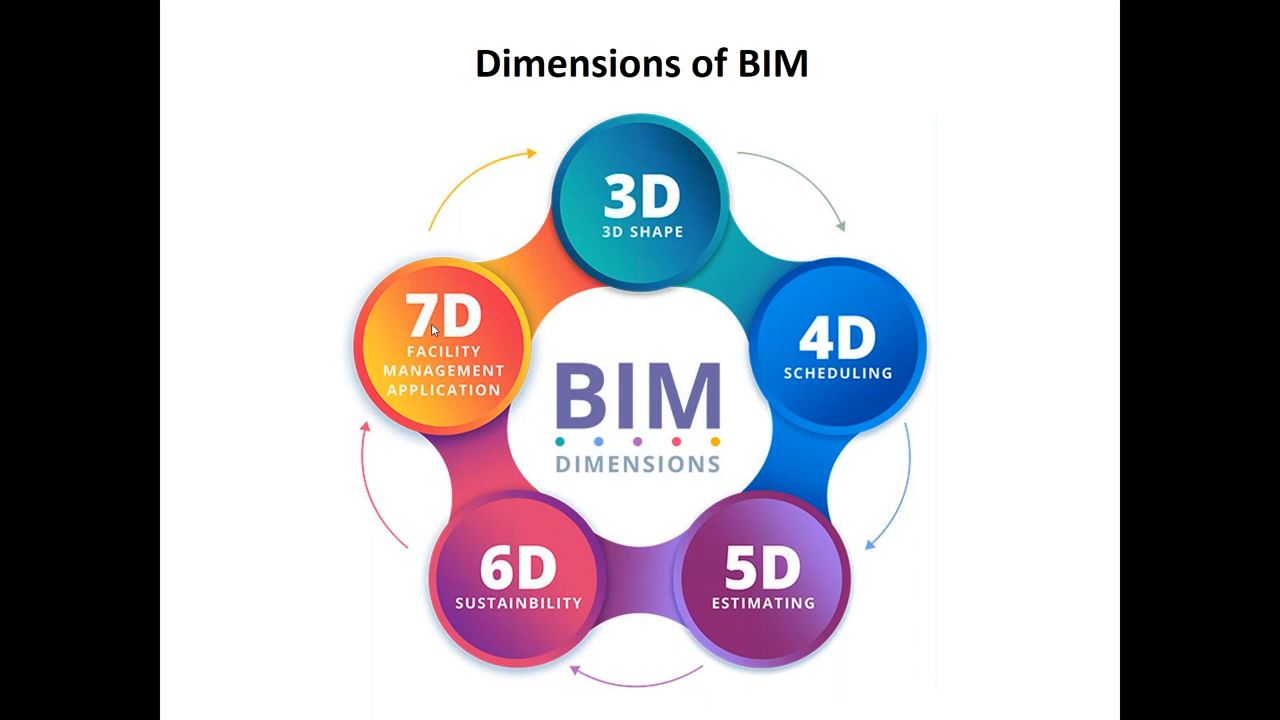 Dimensions of BIM
3D
3D SHAPE
4D
SCHEDULING
5D
ESTIMATING
6D
SUSTAINBILITY
7D
FACILITY
MANAGEMENT
APPLICATION
BIM
DIMENSIONS